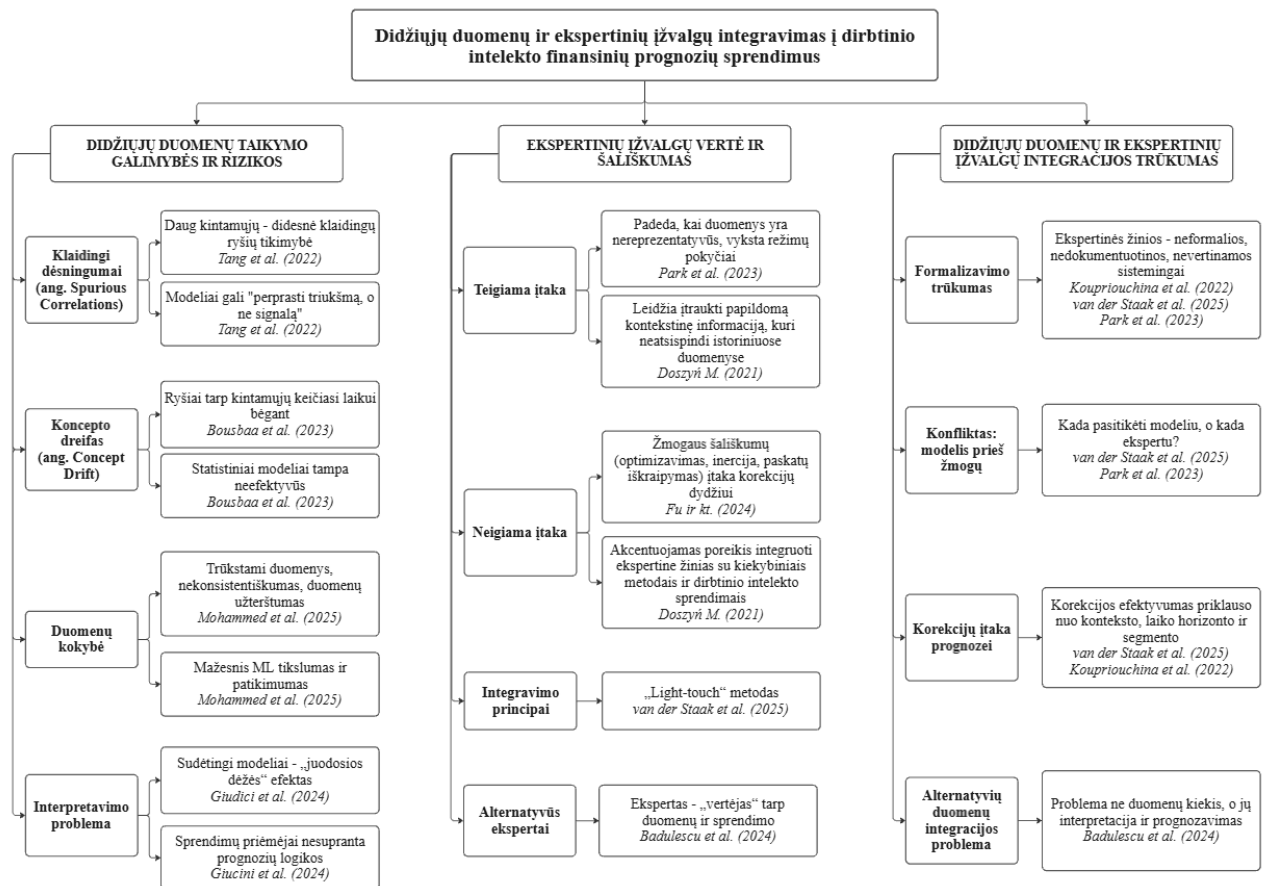 Didžiųjų duomenų ir ekspertinių įžvalgų integravimas į dirbtinio
intelekto finansinių prognozių sprendimus
DIDŽIŲJŲ DUOMENŲ TAIKYMO
GALIMYBĖS IR RIZIKOS
Klaidingi
dėsningumai
(ang. Spurious
Correlations)
Daug kintamųjų - didesnė klaidingų
ryšių tikimybė
Tang et al. (2022)
Modeliai gali "perprasti triukšmą, o
ne signalą"
Tang et al. (2022)
Koncepto
dreifas
(ang. Concept
Drift)
Ryšiai tarp kintamųjų keičiasi laikui
bėgant
Bousbaa et al. (2023)
Statistiniai modeliai tampa
neefektyvūs
Bousbaa et al. (2023)
Duomenų
kokybė
Trūkstami duomenys,
nekonsistentiškumas, duomenų
užterštumas
Mohammed et al. (2025)
Mažesnis ML tikslumas ir
patikimumas
Mohammed et al. (2025)
Interpretavimo
problema
Sudėtingi modeliai - „juodosios
dėžės“ efektas
Giudici et al. (2024)
Sprendimų priėmėjai nesupranta
prognozių logikos
Giucini et al. (2024)
EKSPERTINIŲ ĮŽVALGŲ VERTĖ IR
ŠALIŠKUMAS
Teigiama įtaka
Padeda, kai duomenys yra
nereprezentatyvūs, vyksta režimų
pokyčiai
Park et al. (2023)
Leidžia įtraukti papildomą
kontekstinę informaciją, kuri
neatsispindi istoriniuose
duomenyse
Doszyń M. (2021)
Neigiama įtaka
Žmogaus šališkumų
(optimizavimas, inercija, paskatų
iškraipymas) įtaka korekcijų
dydžiui
Fu ir kt. (2024)
Akcentuojamas poreikis integruoti
ekspertine žinias su kiekybiniais
metodais ir dirbtinio intelekto
sprendimais
Doszyń M. (2021)
Integravimo
principai
„Light-touch“ metodas
van der Staak et al. (2025)
Alternatyvūs
ekspertai
Ekspertas - „vertėjas“ tarp
duomenų ir sprendimo
Badulescu et al. (2024)
DIDŽIŲJŲ DUOMENŲ IR EKSPERTINIŲ
ĮŽVALGŲ INTEGRACIJOS TRŪKUMAS
Formalizavimo
trūkumas
Ekspertinės žinios - neformalios,
nedokumentuotinos, nevertinamos
sistemingai
Koupriouchina et al. (2022)
van der Staak et al. (2025)
Park et al. (2023)
Konfliktas:
modelis prieš
žmogų
Kada pasitikėti modeliu, o kada
ekspertu?
van der Staak et al. (2025)
Park et al. (2023)
Korekcijų įtaka
prognozei
Korekcijos efektyvumas priklauso
nuo konteksto, laiko horizonto ir
segmento
van der Staak et al. (2025)
Koupriouchina et al. (2022)
Alternatyvių
duomenų
integracijos
problema
Problema ne duomenų kiekis, o jų
interpretacija ir prognozavimas
Badulescu et al. (2024)